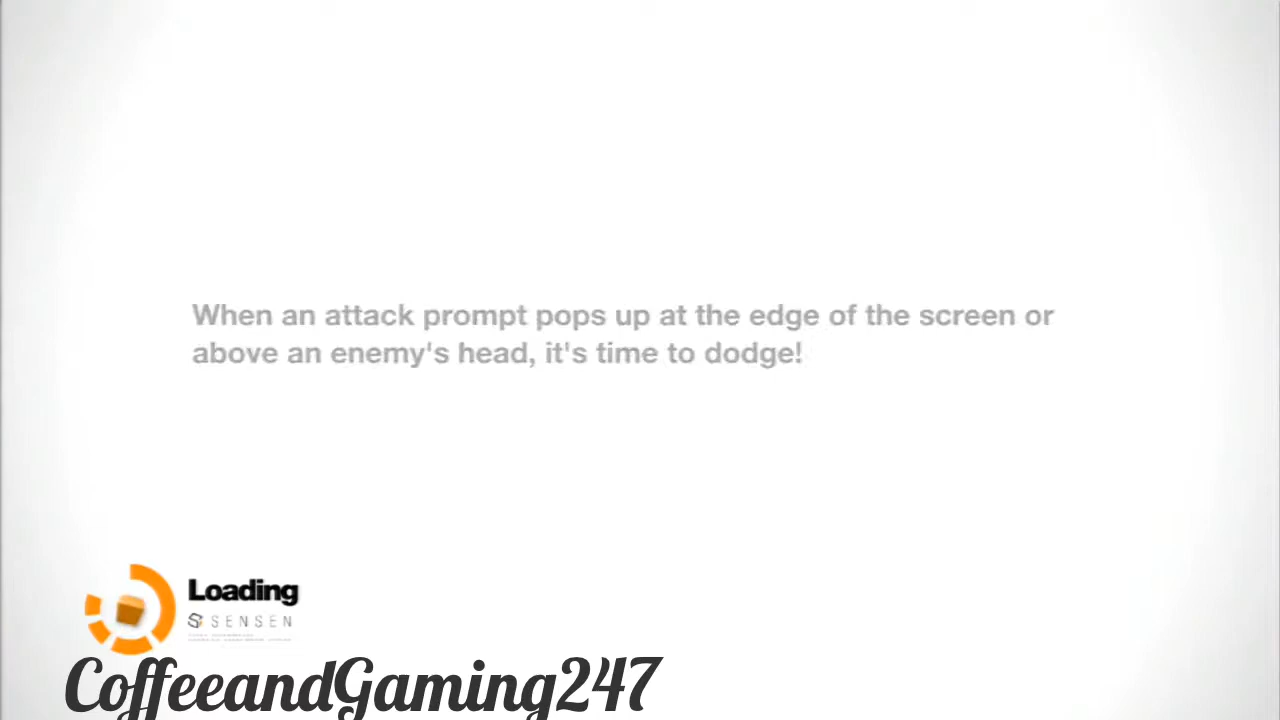 When an attack prompt pops up at the edge of the screen or
above an enemy's head, it's time to dodge!
Loading
SENSEN
CoffeeandGaming247